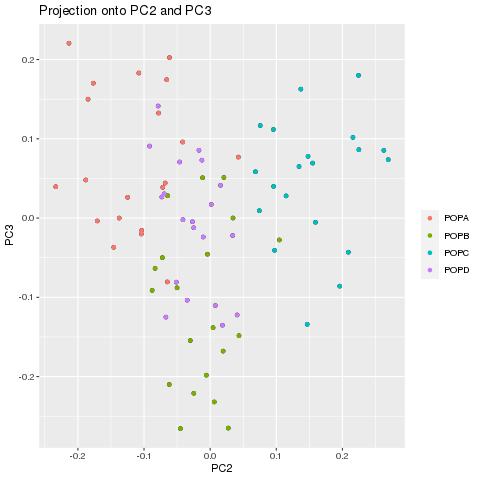 Projection onto PC2 and PC3
0.2
0.1
0.0
-0.1
-0.2
PC3
-0.2
-0.1
0.0
0.1
0.2
PC2
POPA
POPB
POPC
POPD